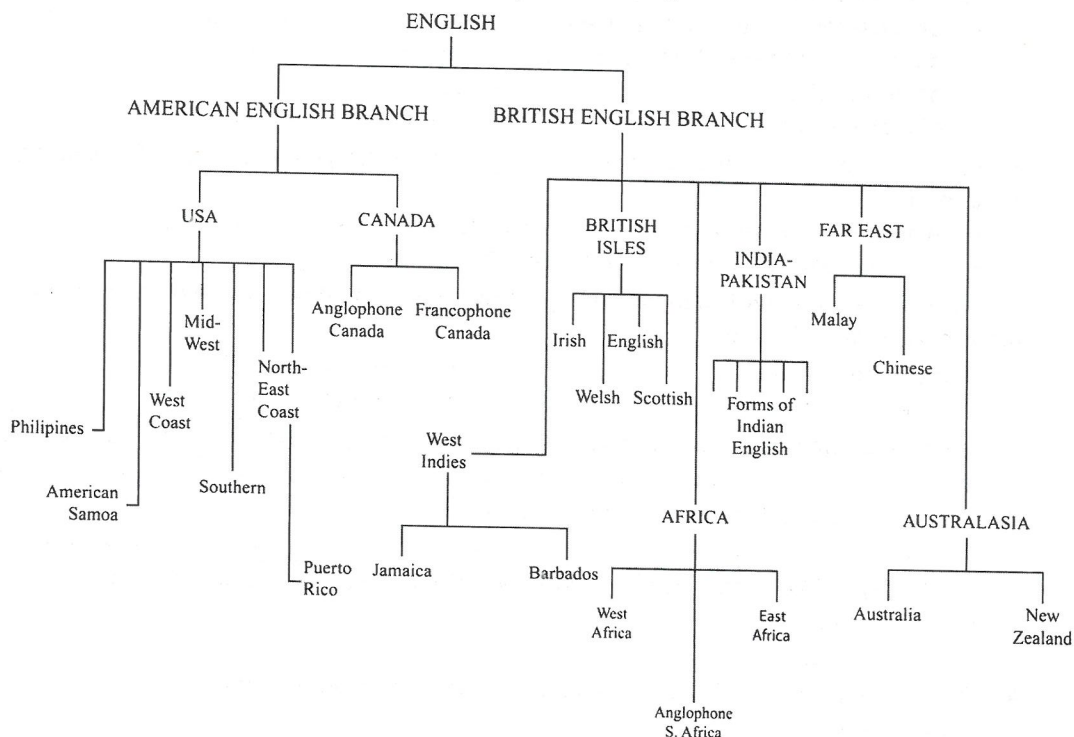 ENGLISH
AMERICAN ENGLISH BRANCH
BRITISH ENGLISH BRANCH
USA
CANADA
BRITISH
ISLES
INDIA-
PAKISTAN
FAR EAST
Anglophone
Canada
Francophone
Canada
Irish
English
Welsh
Scottish
Malay
Chinese
Mid-
West
North-
East
Coast
West
Coast
Philipines
Southern
American
Samoa
Puerto
Rico
Forms of
Indian
English
West
Indies
Jamaica
Barbados
AFRICA
AUSTRALASIA
West
Africa
East
Africa
Australia
New
Zealand
Anglophone
S. Africa